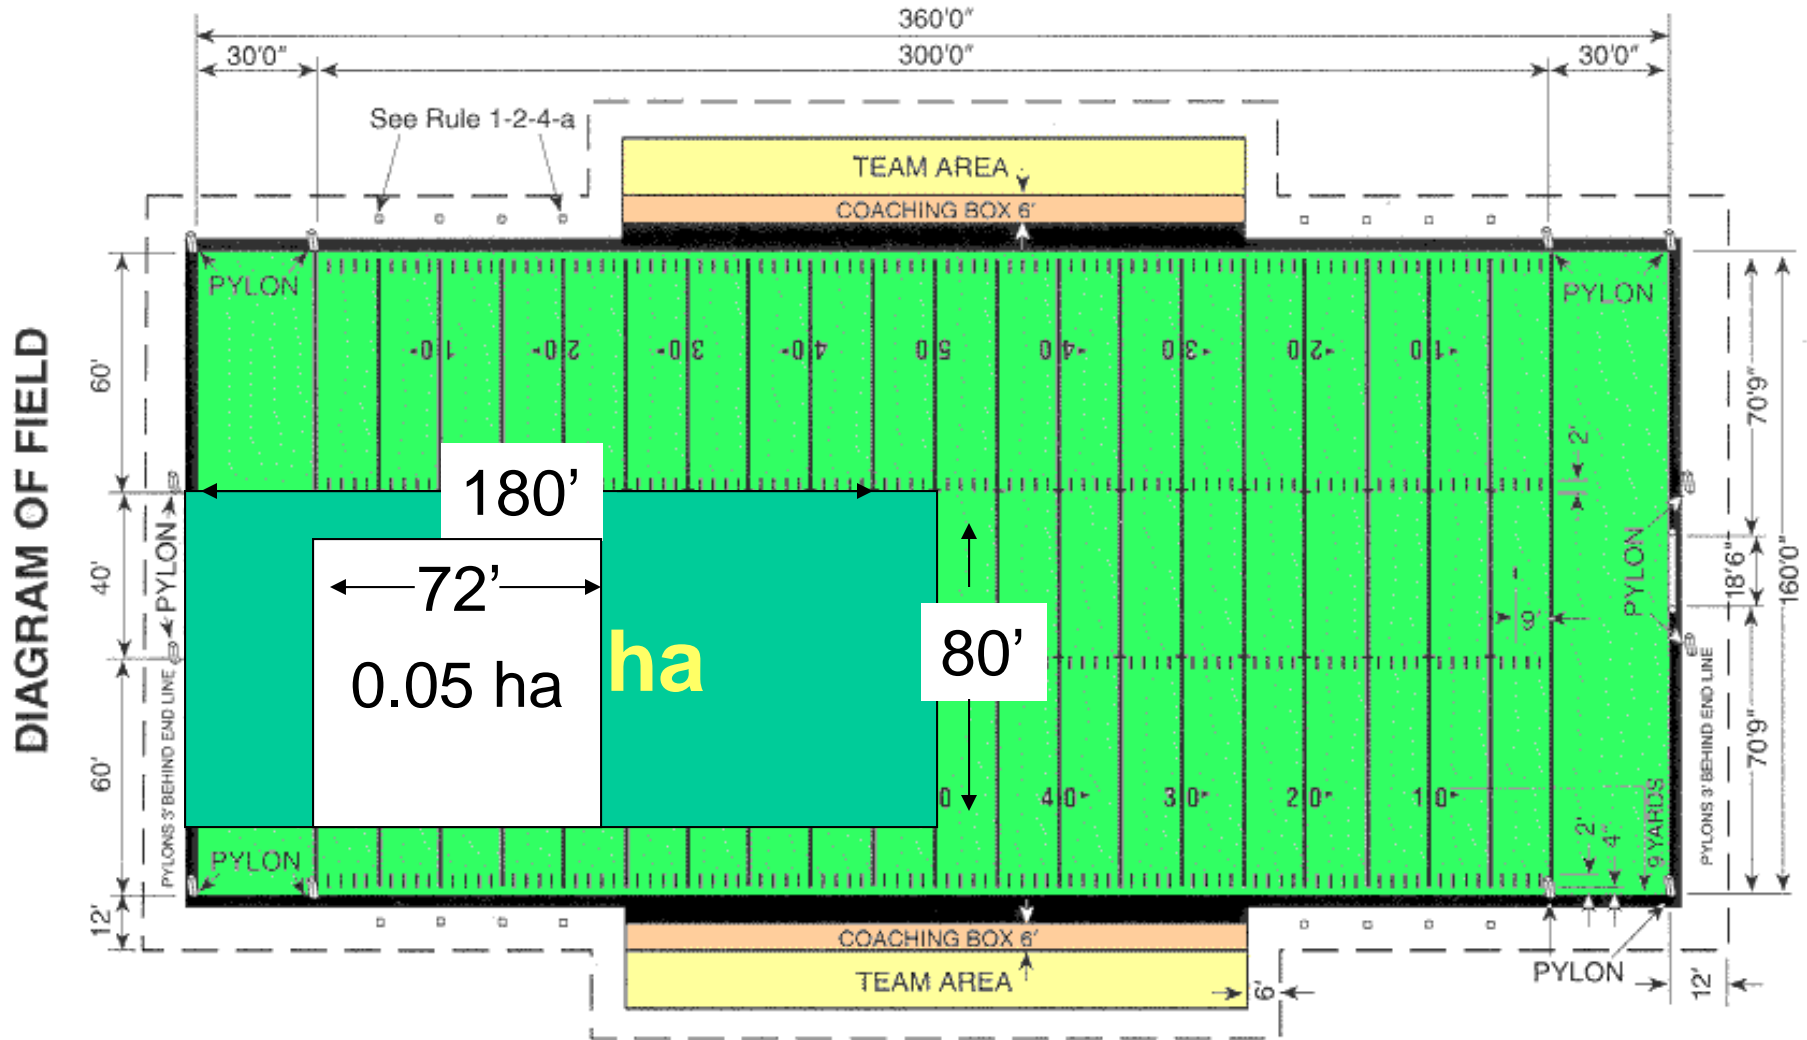 360'0"
30'0"
300'0"
30'0"
See Rule 1-2-4-a
TEAM AREA
COACHING BOX 6'
PYLON
PYLON
DIAGRAM OF FIELD
60'
40'
60'
12'
10
20
30
40
50
40
30
20
10
70'9"
18'6"
70'9"
160'0"
2'
PYLON
PYLON
9'
180’
72’
0.05 ha
ha
80’
PYLONS 3' BEHIND END LINE
PYLONS 3' BEHIND END LINE
0
40
30
20
10
2'
4"
9 YARDS
PYLON
COACHING BOX 6'
TEAM AREA
6'
PYLON
12'